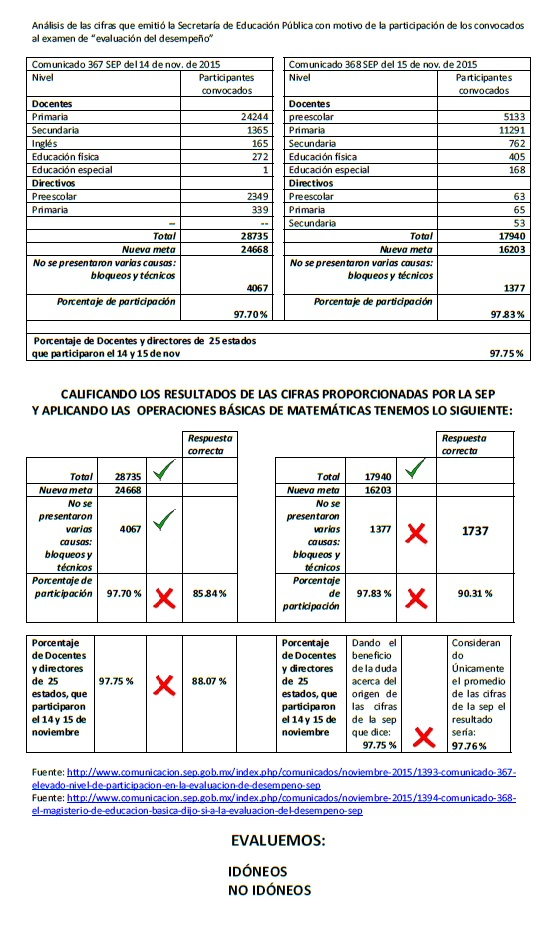 Análisis de las cifras que emitió la Secretaría de Educación Pública con motivo de la participación de los convocados
al examen de "evaluación del desempeño"
Comunicado 367 SEP del 14 de nov. de 2015
Nivel Participantes convocados
Docentes
Primaria 24244
Secundaria 1365
Inglés 165
Educación física 272
Educación especial 1
Directivos
Preescolar 2349
Primaria 339
-- --
Total 28735
Nueva meta 24668
No se presentaron varias causas:
bloqueos y técnicos
4067
Porcentaje de participación
97.70 %
Comunicado 368 SEP del 15 de nov. de 2015
Nivel Participantes convocados
Docentes
preescolar 5133
Primaria 11291
Secundaria 762
Educación física 405
Educación especial 168
Directivos
Preescolar 63
Primaria 65
Secundaria 53
Total 17940
Nueva meta 16203
No se presentaron varias causas:
bloqueos y técnicos
1377
Porcentaje de participación
97.83 %
Porcentaje de Docentes y directores de 25 estados
que participaron el 14 y 15 de nov 97.75 %
CALIFICANDO LOS RESULTADOS DE LAS CIFRAS PROPORCIONADAS POR LA SEP
Y APLICANDO LAS OPERACIONES BÁSICAS DE MATEMÁTICAS TENEMOS LO SIGUIENTE:
Respuesta
correcta
Total 28735
Nueva meta 24668
No se
presentaron
varias 4067
causas:
bloqueos y
técnicos
Porcentaje de
participación 97.70 % 85.84 %
Respuesta
correcta
Total 17940
Nueva meta 16203
No se
presentaron
varias 1377 1737
causas:
bloqueos y
técnicos
Porcentaje
de 97.83 % 90.31 %
participación
Porcentaje
de Docentes
y directores
de 25 97.75 % 88.07 %
estados, que
participaron
el 14 y 15 de
noviembre
Porcentaje
de Docentes
y directores
de 25
estados, que
participaron
el 14 y 15 de
noviembre
Dando el
beneficio
de la duda
acerca del
origen de
las cifras
de la sep
que dice:
97.75 %
Consideran
do
Únicamente
el promedio
de las cifras
de la sep el
resultado
sería:
97.76 %
Fuente: http://www.comunicacion.sep.gob.mx/index.php/comunicados/noviembre-2015/1393-comunicado-367-
elevado-nivel-de-participacion-en-la-evaluacion-de-desempeno-sep
Fuente: http://www.comunicacion.sep.gob.mx/index.php/comunicados/noviembre-2015/1394-comunicado-368-
el-magisterio-de-educacion-basica-dijo-si-a-la-evaluacion-del-desempeno-sep
EVALUEMOS:
IDÓNEOS
NO IDÓNEOS